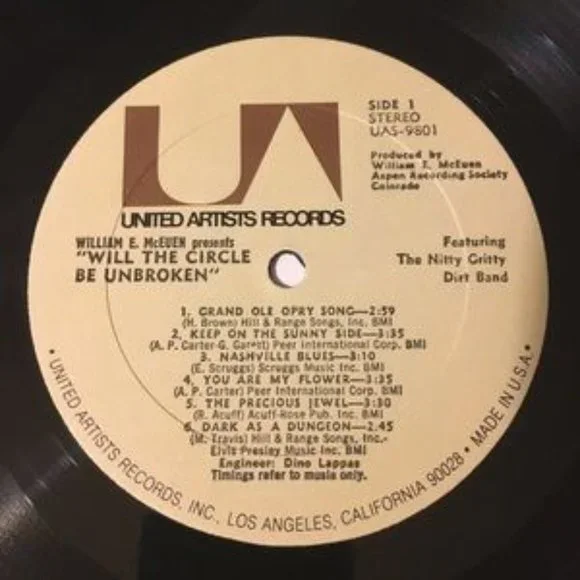 UA
UNITED ARTISTS RECORDS
SIDE 1
STEREO
UAS-9801
Produced by
William E. McEuen
Aspen Recording Society
Colorado
WILLIAM E. McEUEN presents
"WILL THE CIRCLE
BE UNBROKEN"
Featuring
The Nitty Gritty
Dirt Band
1. GRAND OLE OPRY SONG—2:59
(H. Brown) Hill & Range Songs, Inc. BMI
2. KEEP ON THE SUNNY SIDE—3:35
(A. P. Carter-G. Garett) Peer International Corp. BMI
3. NASHVILLE BLUES—3:10
(E. Scruggs) Scruggs Music Inc. BMI
4. YOU ARE MY FLOWER—3:35
(A. P. Carter) Peer International Corp. BMI
5. THE PRECIOUS JEWEL—3:30
(R. Acuff) Acuff-Rose Pub. Inc. BMI
6. DARK AS A DUNGEON—2:45
(M. Travis) Hill & Range Songs, Inc.-
Elvis Presley Music Inc. BMI
Engineer: Dino Lappas
Timings refer to music only.
• UNITED ARTISTS RECORDS, INC., LOS ANGELES, CALIFORNIA 90028 • MADE IN U.S.A. •